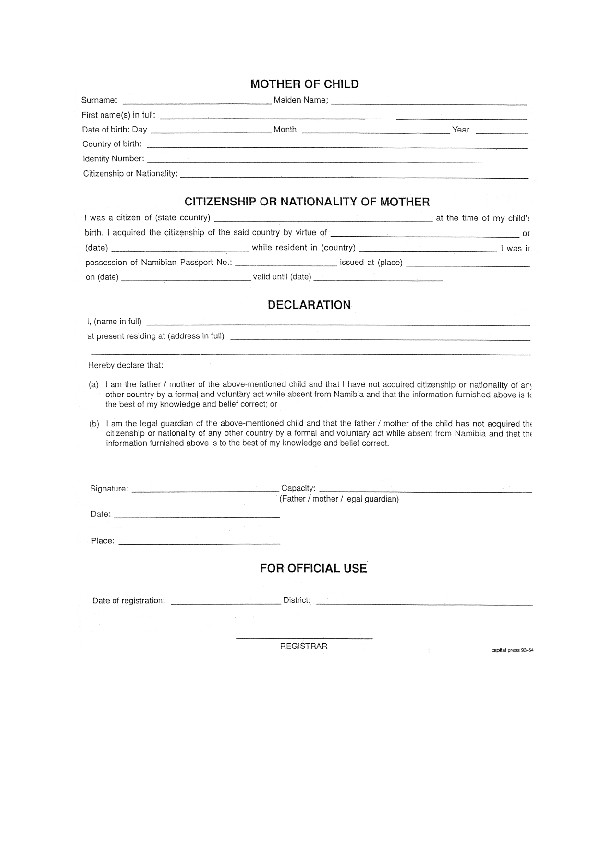 MOTHER OF CHILD
Surname: Maiden Name:
First name(s) in full:
Date of birth: Day Month Year
Country of birth:
Identity Number:
Citizenship or Nationality:
CITIZENSHIP OR NATIONALITY OF MOTHER
I was a citizen of (state country) at the time of my child's
birth. I acquired the citizenship of the said country by virtue of or
(date) while resident in (country) I was in
possession of Namibian Passport No.: issued at (place)
on (date) valid until (date)
DECLARATION
I, (name in full)
at present residing at (address in full)
Hereby declare that:
(a) I am the father / mother of the above-mentioned child and that I have not acquired citizenship or nationality of any
other country by a formal and voluntary act while absent from Namibia and that the information furnished above is to
the best of my knowledge and belief correct; or
(b) I am the legal guardian of the above-mentioned child and that the father / mother of the child has not acquired the
citizenship or nationality of any other country by a formal and voluntary act while absent from Namibia and that the
information furnished above is to the best of my knowledge and belief correct.
Signature: Capacity:
(Father / mother / legal guardian)
Date:
Place:
FOR OFFICIAL USE
Date of registration: District:
REGISTRAR
capital press